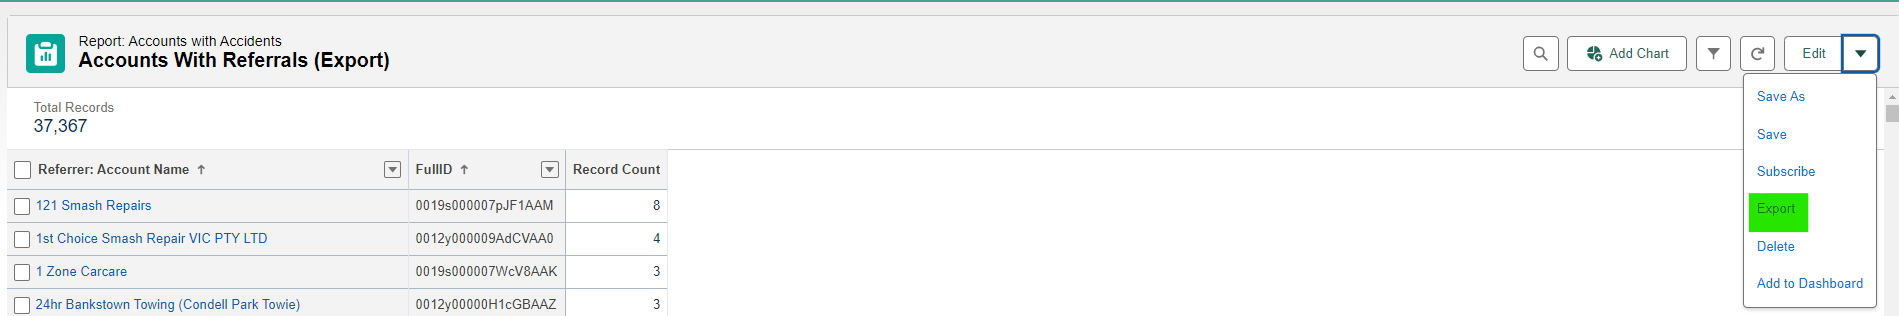 Report: Accounts with Accidents
Accounts With Referrals (Export)
Add Chart
Edit
Total Records
37,367
Save As
Save
Subscribe
Export
Delete
Add to Dashboard
Referrer: Account Name ↑ FullID ↑ Record Count
121 Smash Repairs 0019s000007pJF1AAM 8
1st Choice Smash Repair VIC PTY LTD 0012y000009AdCVAA0 4
1 Zone Carcare 0019s000007WcV8AAK 3
24hr Bankstown Towing (Condell Park Towie) 0012y00000H1cGBAAZ 3